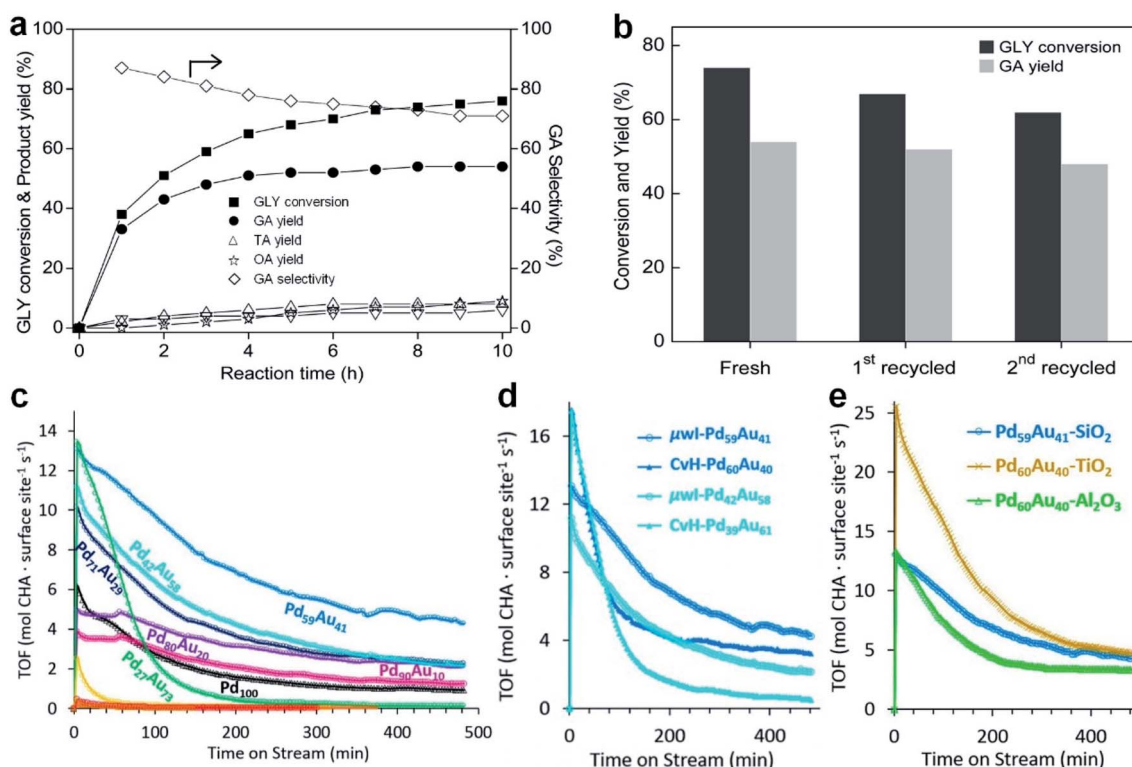 a
GLY conversion & Product yield (%)
100
80
60
40
20
0
GLY conversion
GA yield
TA yield
OA yield
GA selectivity
100
80
60
40
20
0
GA Selectivity
(%)
0 2 4 6 8 10
Reaction time (h)
b
Conversion and Yield (%)
80
60
40
20
0
GLY conversion
GA yield
Fresh 1st recycled 2nd recycled
c
TOF (mol CHA · surface site-1 s-1)
14
12
10
8
6
4
2
0
Pd71Au29
Pd42Au58
Pd59Au41
Pd80Au20
Pd90Au10
Pd27Au73
Pd100
0 100 200 300 400 500
Time on Stream (min)
d
TOF (mol CHA · surface site-1 s-1)
16
12
8
4
0
μwI-Pd59Au41
CvH-Pd60Au40
μwI-Pd42Au58
CvH-Pd39Au61
0 200 400
Time on Stream (min)
e
TOF (mol CHA · surface site-1 s-1)
25
20
15
10
5
0
Pd59Au41-SiO2
Pd60Au40-TiO2
Pd60Au40-Al2O3
0 200 400
Time on Stream (min)